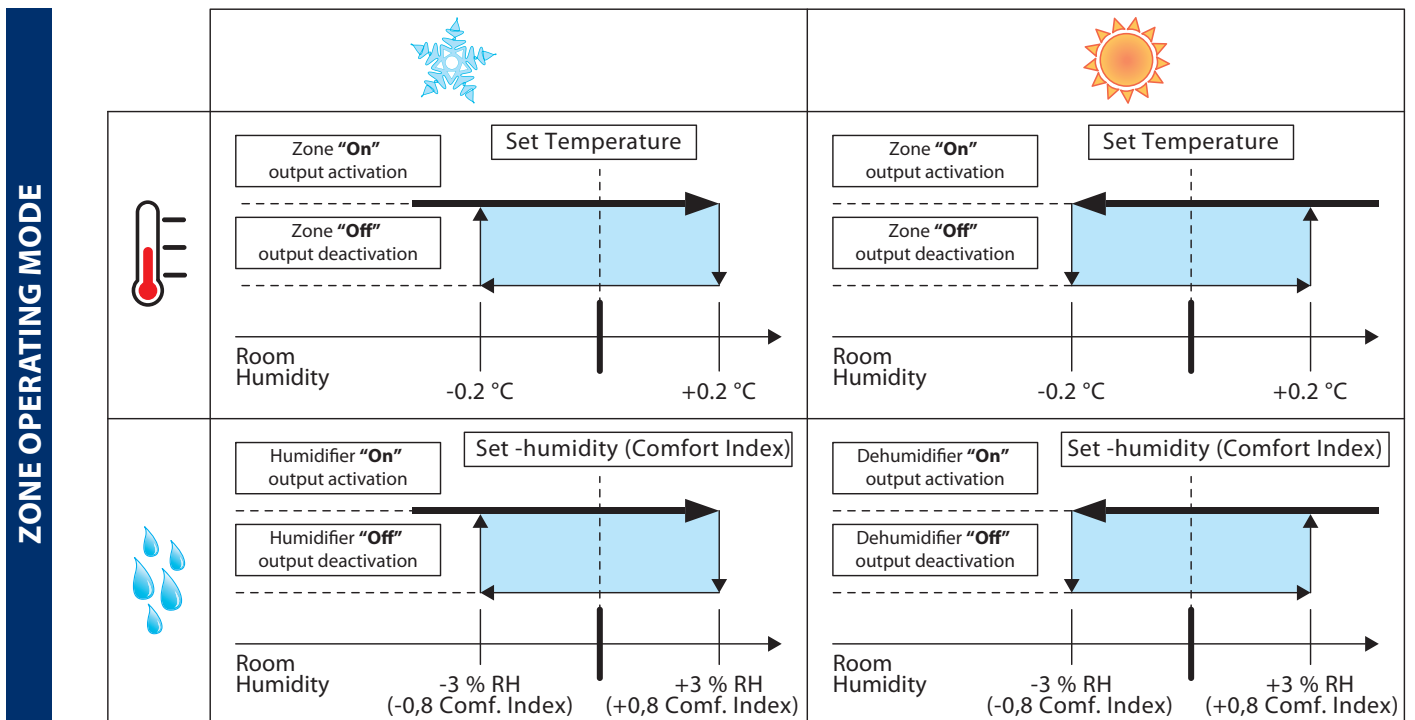 ZONE OPERATING MODE
Zone "On"
output activation
Set Temperature
Zone "Off"
output deactivation
Room
Humidity
-0.2 °C
+0.2 °C
Zone "On"
output activation
Set Temperature
Zone "Off"
output deactivation
Room
Humidity
-0.2 °C
+0.2 °C
Humidifier "On"
output activation
Set -humidity (Comfort Index)
Humidifier "Off"
output deactivation
Room
Humidity
-3 % RH
(-0,8 Comf. Index)
+3 % RH
(+0,8 Comf. Index)
Dehumidifier "On"
output activation
Set -humidity (Comfort Index)
Dehumidifier "Off"
output deactivation
Room
Humidity
-3 % RH
(-0,8 Comf. Index)
+3 % RH
(+0,8 Comf. Index)